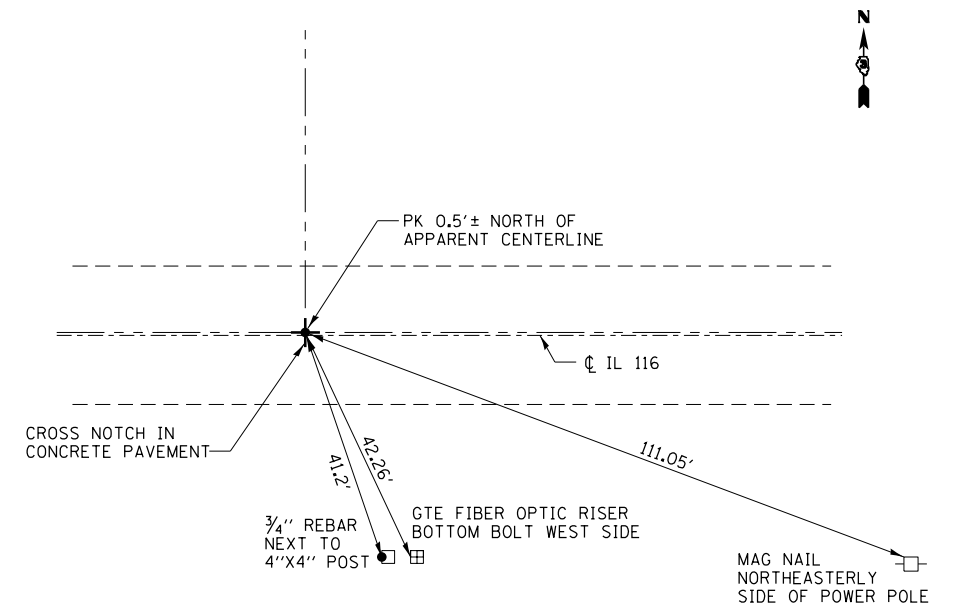 N
PK 0.5'± NORTH OF
APPARENT CENTERLINE
℄ IL 116
CROSS NOTCH IN
CONCRETE PAVEMENT
42.26'
41.2'
111.05'
¾" REBAR
NEXT TO
4"X4" POST
GTE FIBER OPTIC RISER
BOTTOM BOLT WEST SIDE
MAG NAIL
NORTHEASTERLY
SIDE OF POWER POLE